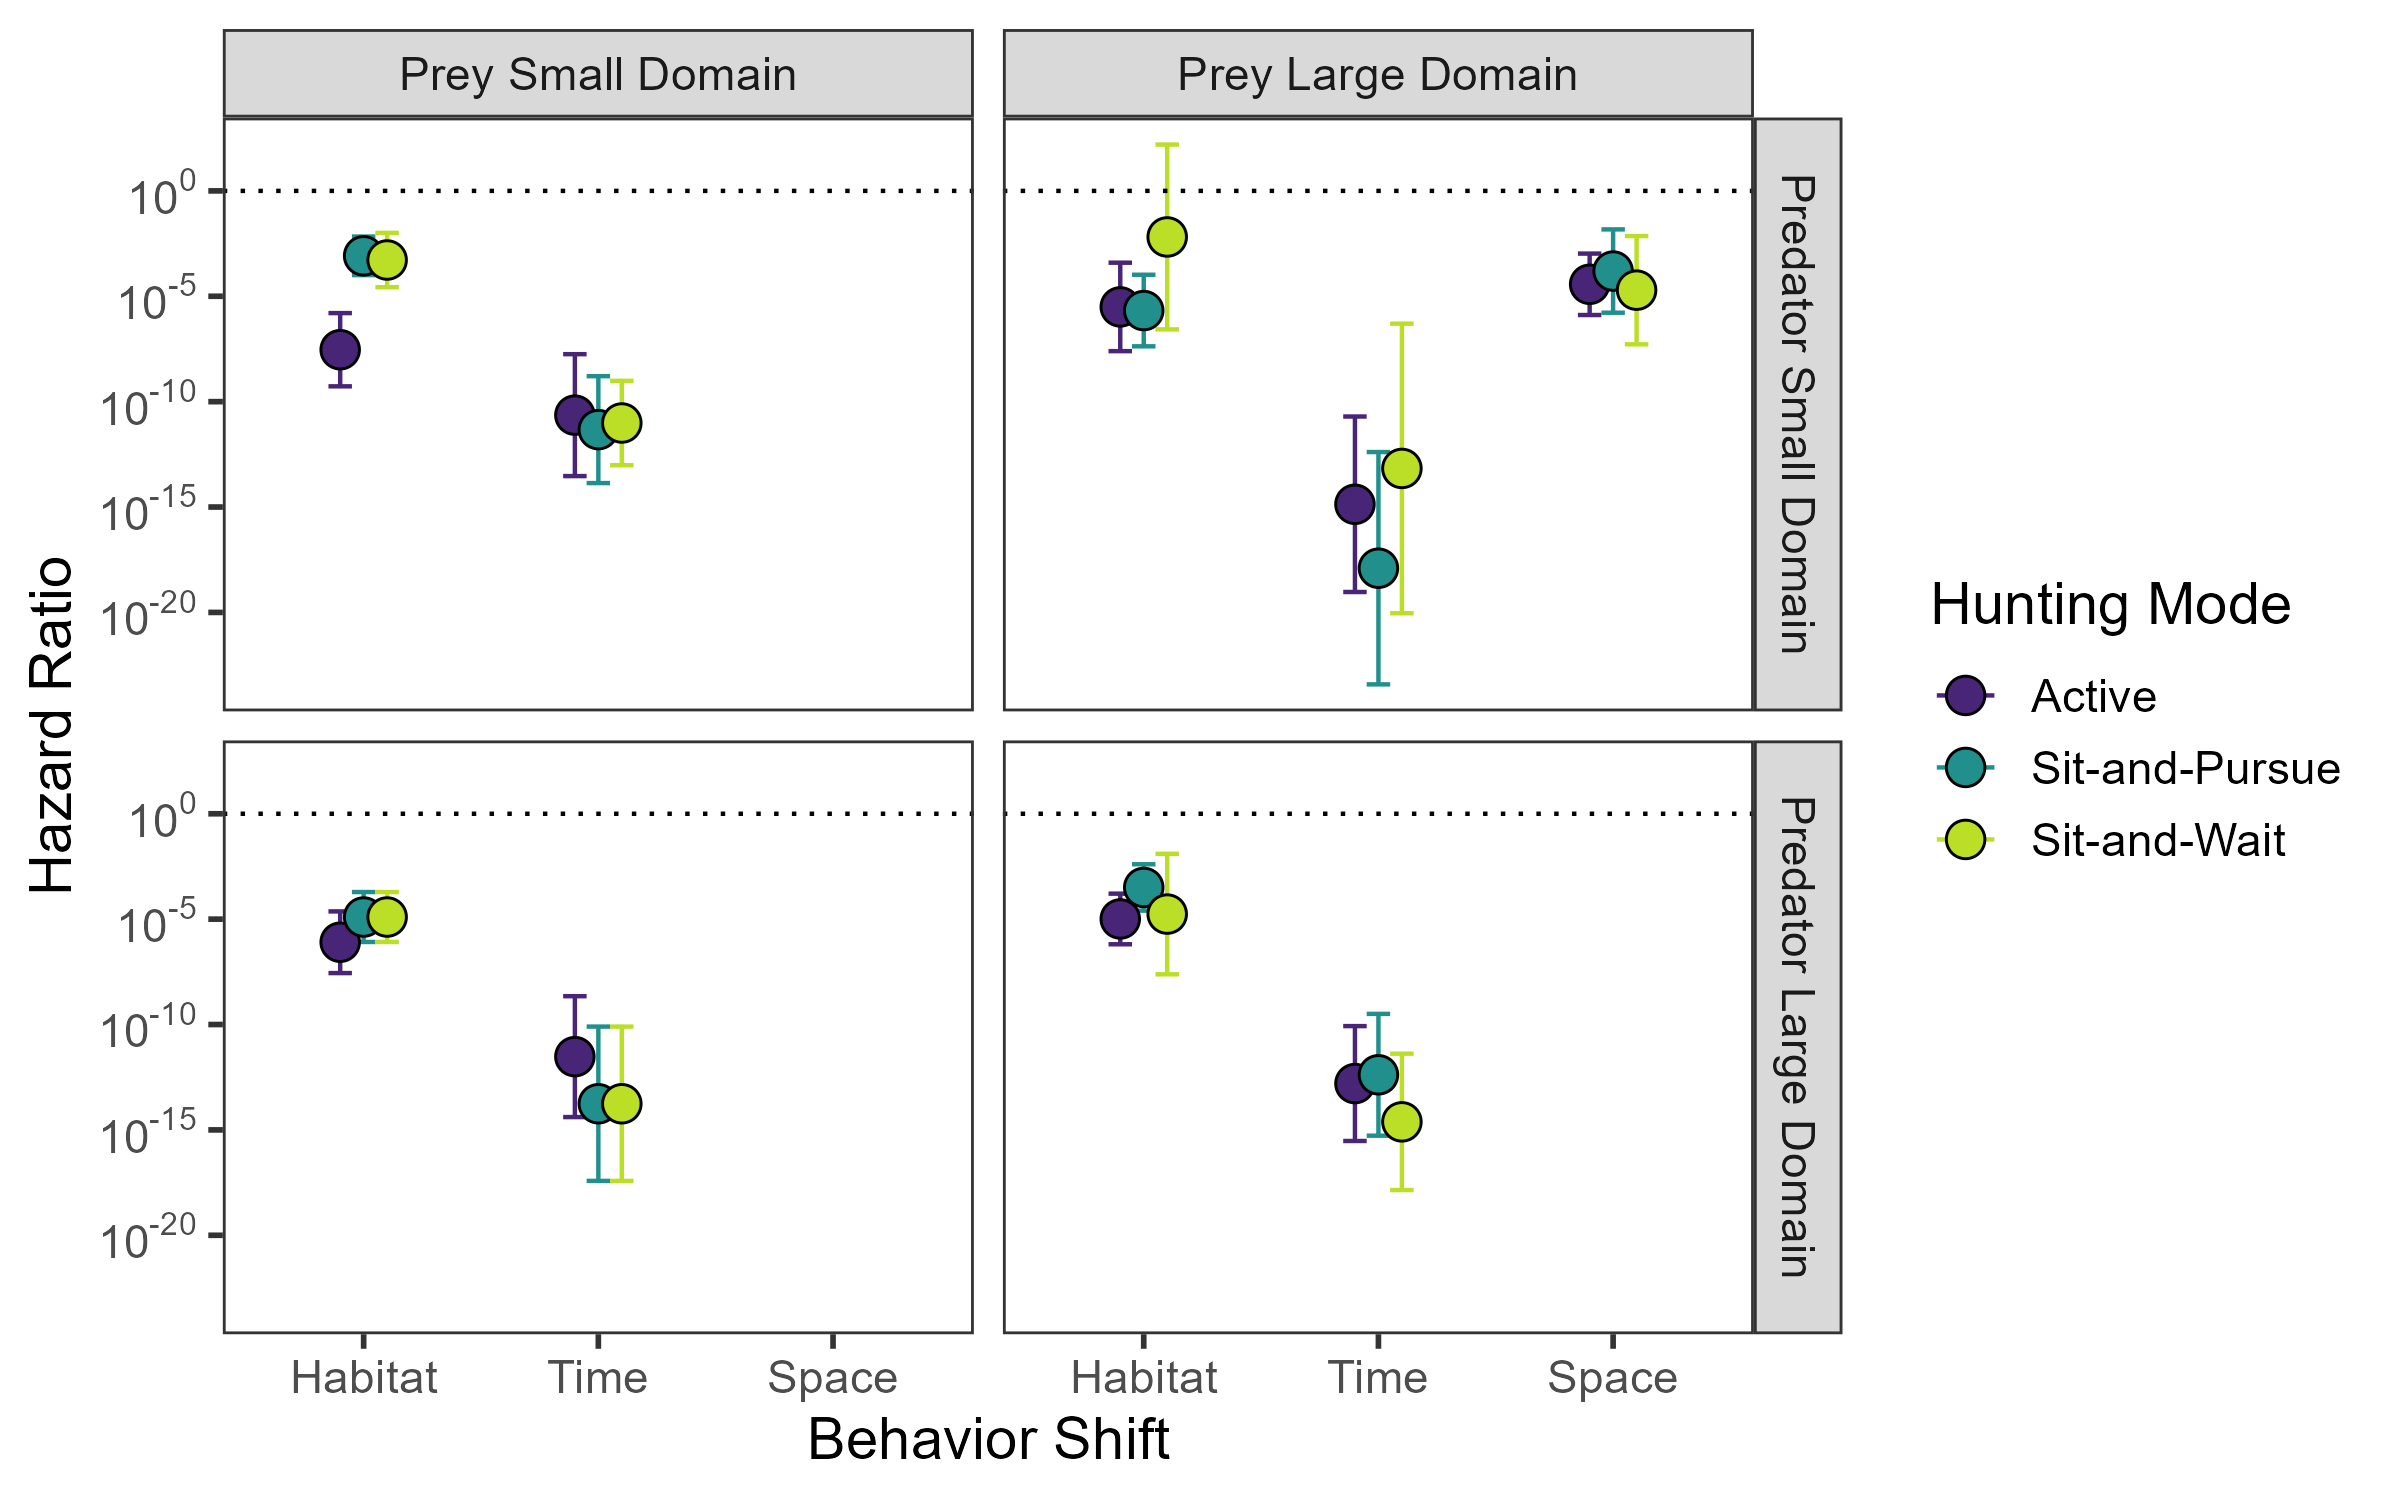 Prey Small Domain
Prey Large Domain
Predator Small Domain
Predator Large Domain
Hazard Ratio
10^0
10^-5
10^-10
10^-15
10^-20
10^0
10^-5
10^-10
10^-15
10^-20
Habitat Time Space
Habitat Time Space
Behavior Shift
Hunting Mode
Active
Sit-and-Pursue
Sit-and-Wait